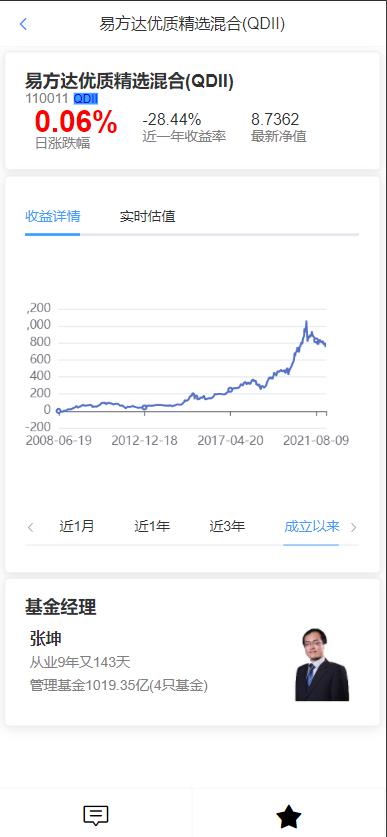 易方达优质精选混合(QDII)
易方达优质精选混合(QDII)
110011 QDII
0.06% -28.44% 8.7362
日涨跌幅 近一年收益率 最新净值
收益详情 实时估值
,200
,000
800
600
400
200
0
-200
2008-06-19 2012-12-18 2017-04-20 2021-08-09
近1月 近1年 近3年 成立以来
基金经理
张坤
从业9年又143天
管理基金1019.35亿(4只基金)